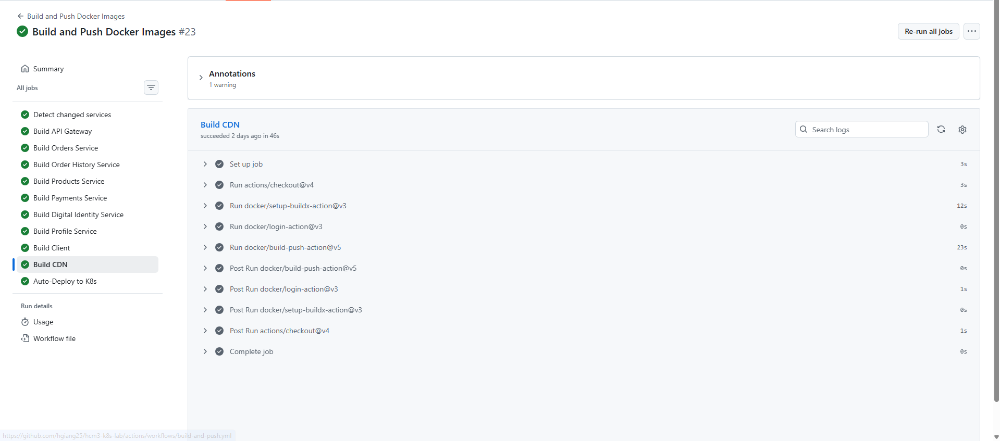 Build and Push Docker Images
Build and Push Docker Images #23
Re-run all jobs
Summary
All jobs
Detect changed services
Build API Gateway
Build Orders Service
Build Order History Service
Build Products Service
Build Payments Service
Build Digital Identity Service
Build Profile Service
Build Client
Build CDN
Auto-Deploy to K8s
Run details
Usage
Workflow file
Annotations
1 warning
Build CDN
succeeded 2 days ago in 46s
Search logs
Set up job 3s
Run actions/checkout@v4 3s
Run docker/setup-buildx-action@v3 12s
Run docker/login-action@v3 0s
Run docker/build-push-action@v5 23s
Post Run docker/build-push-action@v5 0s
Post Run docker/login-action@v3 1s
Post Run docker/setup-buildx-action@v3 0s
Post Run actions/checkout@v4 1s
Complete job 0s
https://github.com/hgiang25/hcm3-k8s-lab/actions/workflows/build-and-push.yml